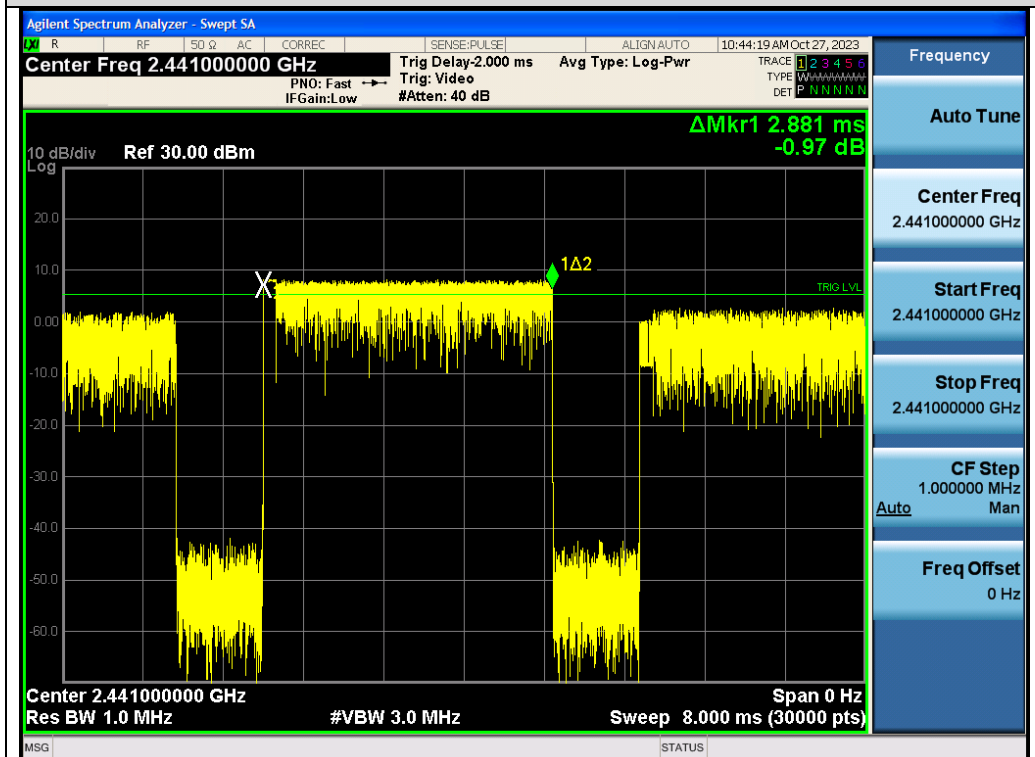 Agilent Spectrum Analyzer - Swept SA
LXI R RF 50 Ω AC CORREC SENSE:PULSE ALIGN AUTO 10:44:19 AM Oct 27, 2023
Center Freq 2.441000000 GHz
PNO: Fast
IFGain:Low
Trig Delay-2.000 ms
Trig: Video
#Atten: 40 dB
Avg Type: Log-Pwr
TRACE 1 2 3 4 5 6
TYPE W
DET P N N N N N
ΔMkr1 2.881 ms
-0.97 dB
10 dB/div Ref 30.00 dBm
Log
20.0
10.0
0.00
-10.0
-20.0
-30.0
-40.0
-50.0
-60.0
1Δ2
TRIG LVL
Center 2.441000000 GHz Span 0 Hz
Res BW 1.0 MHz #VBW 3.0 MHz Sweep 8.000 ms (30000 pts)
MSG STATUS
Frequency
Auto Tune
Center Freq
2.441000000 GHz
Start Freq
2.441000000 GHz
Stop Freq
2.441000000 GHz
CF Step
1.000000 MHz
Auto Man
Freq Offset
0 Hz